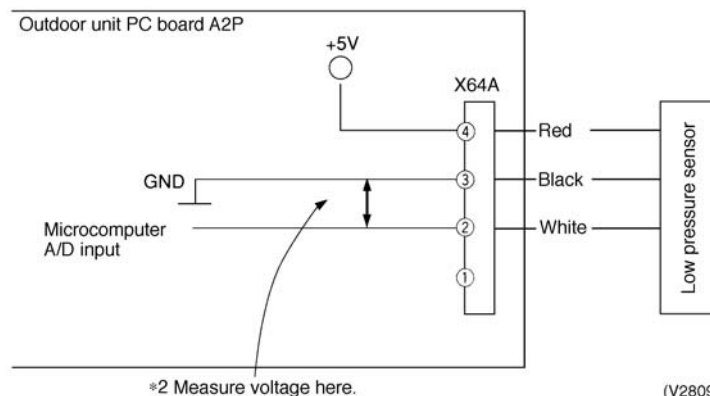 Outdoor unit PC board A2P
+5V
X64A
④ Red
GND ③ Black
Microcomputer
A/D input
② White
①
Low pressure sensor
*2 Measure voltage here.
(V2809